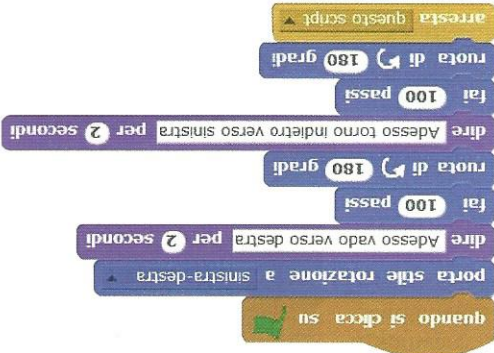 quando si clicca su
porta stile rotazione a sinistra-destra
dire Adesso vado verso destra per 2 secondi
fai 100 passi
ruota di 180 gradi
dire Adesso torno indietro verso sinistra per 2 secondi
fai 100 passi
ruota di 180 gradi
arresta questo script